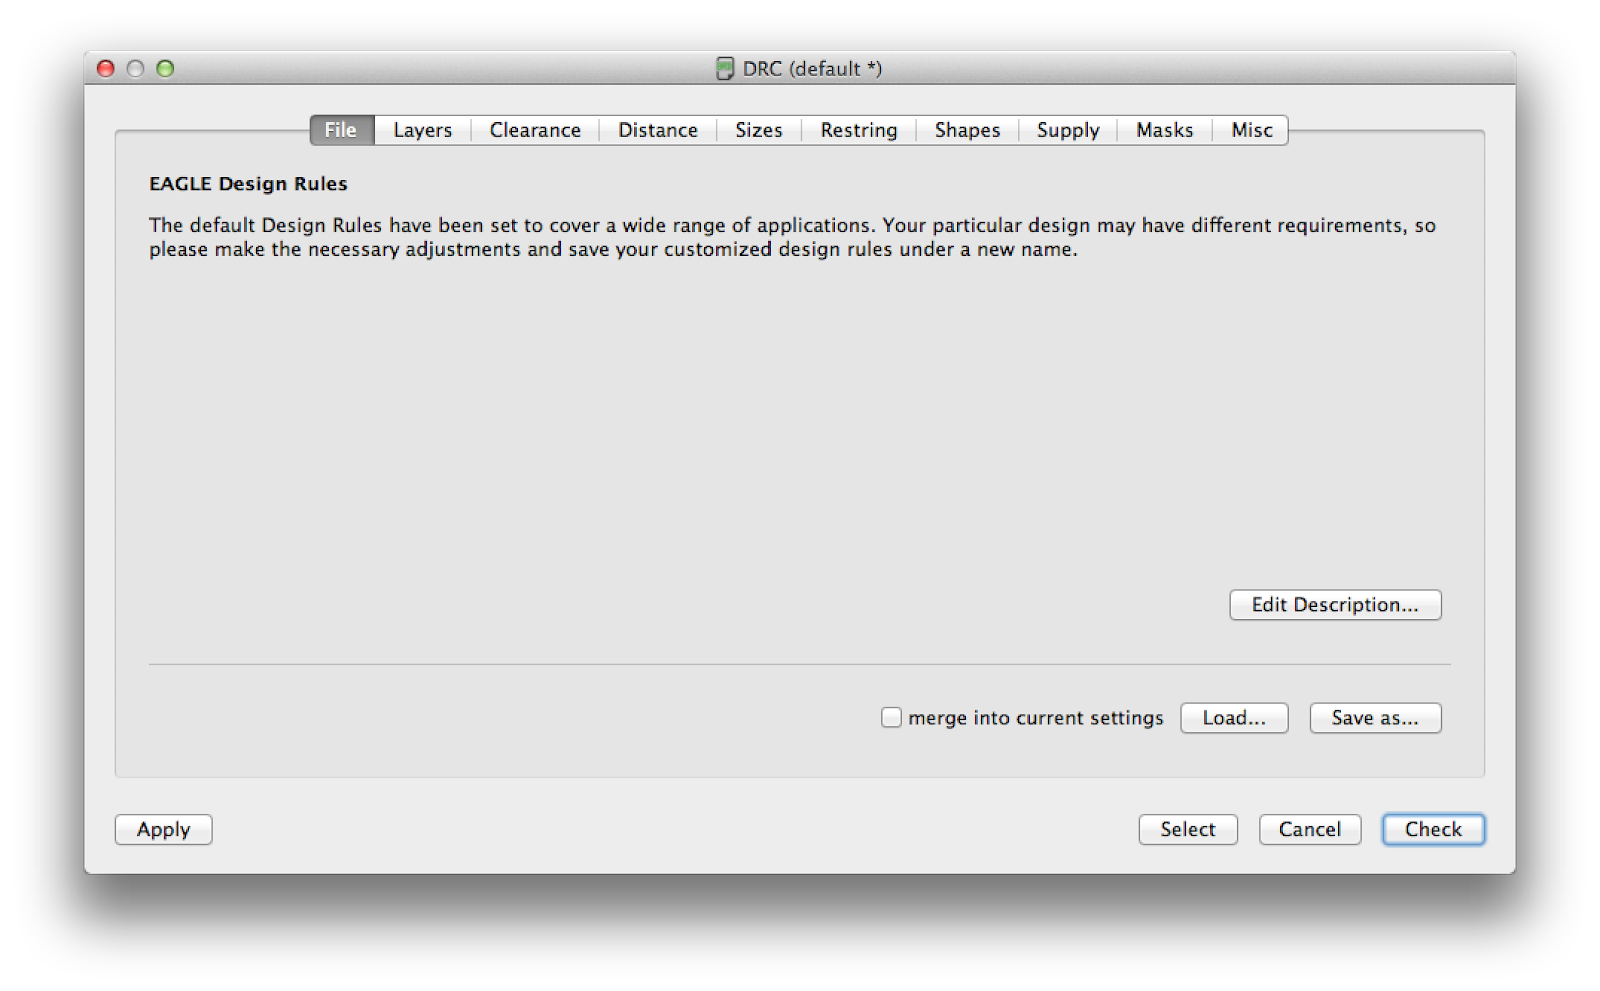 DRC (default *)
File Layers Clearance Distance Sizes Restring Shapes Supply Masks Misc
EAGLE Design Rules
The default Design Rules have been set to cover a wide range of applications. Your particular design may have different requirements, so
please make the necessary adjustments and save your customized design rules under a new name.
Edit Description...
merge into current settings Load... Save as...
Apply Select Cancel Check